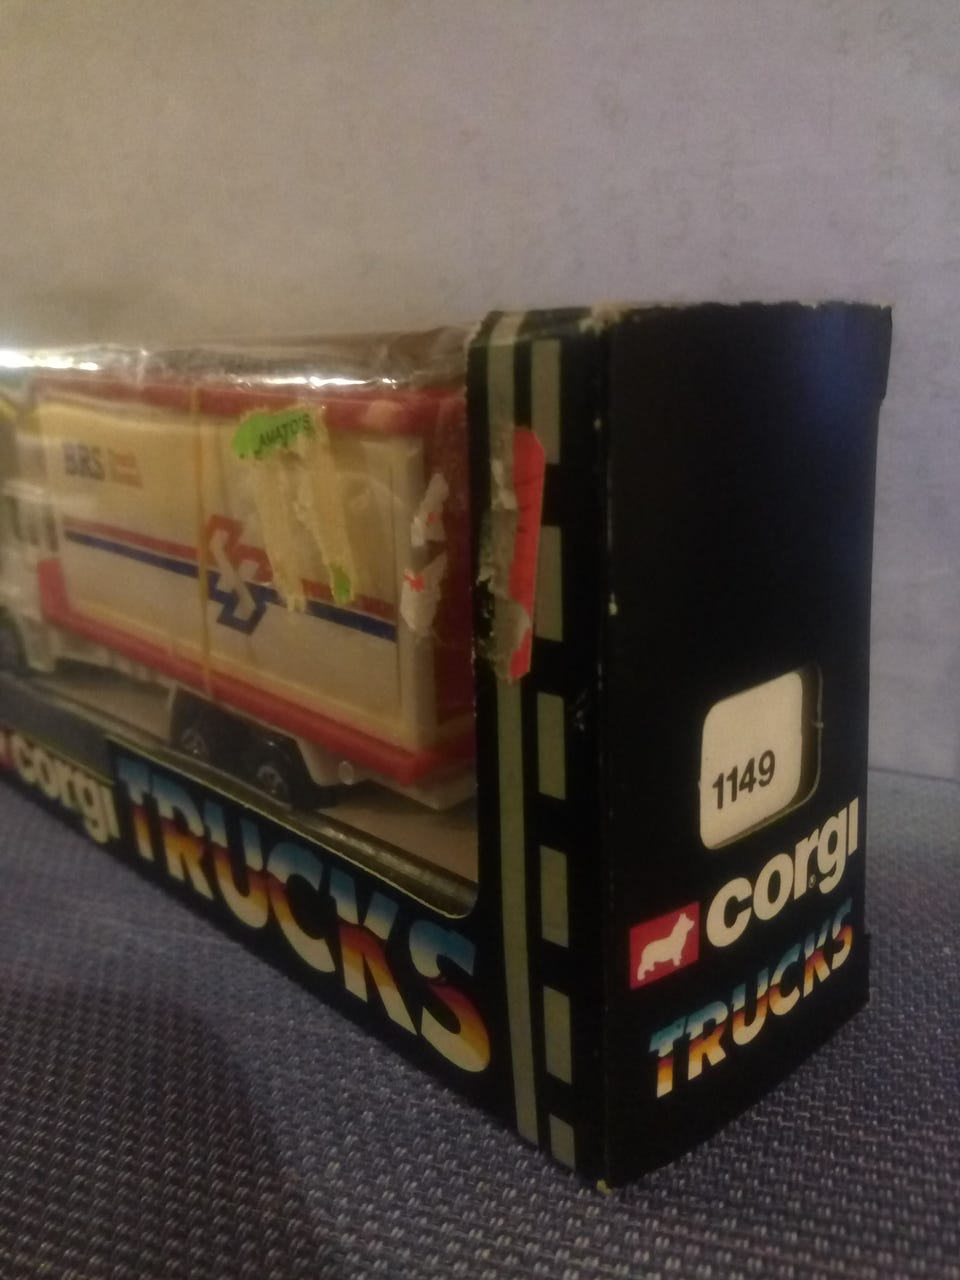 AMATO'S
BRS
corgi
TRUCKS
1149
corgi®
TRUCKS